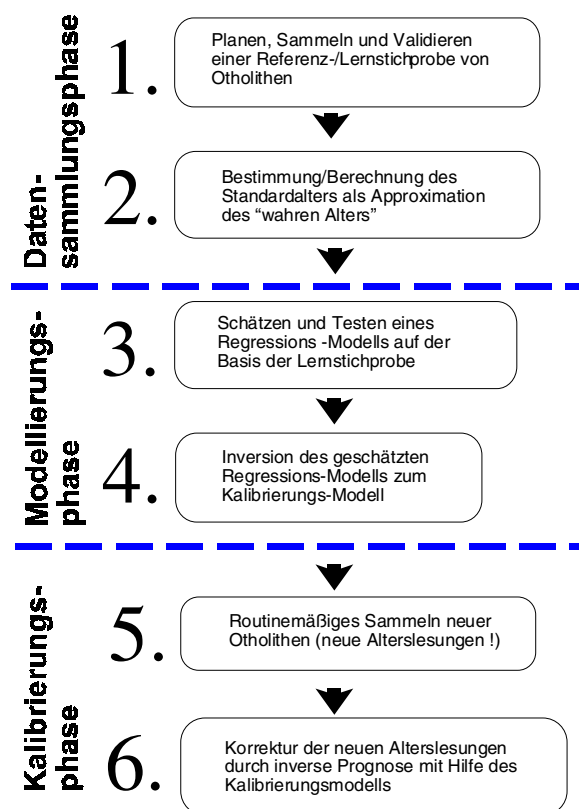 Daten-
sammlungsphase
1.
Planen, Sammeln und Validieren
einer Referenz-/Lernstichprobe von
Otholithen
2.
Bestimmung/Berechnung des
Standardalters als Approximation
des “wahren Alters”
Modellierungs-
phase
3.
Schätzen und Testen eines
Regressions -Modells auf der
Basis der Lernstichprobe
4.
Inversion des geschätzten
Regressions-Modells zum
Kalibrierungs-Modell
Kalibrierungs-
phase
5.
Routinemäßiges Sammeln neuer
Otholithen (neue Alterslesungen !)
6.
Korrektur der neuen Alterslesungen
durch inverse Prognose mit Hilfe des
Kalibrierungsmodells